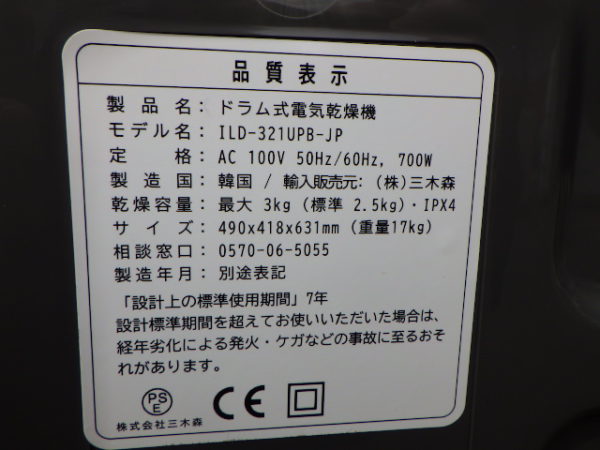 品質表示
製品名: ドラム式電気乾燥機
モデル名: ILD-321UPB-JP
定格: AC 100V 50Hz/60Hz, 700W
製造国: 韓国 / 輸入販売元: (株)三木森
乾燥容量: 最大 3kg (標準 2.5kg)・IPX4
サイズ: 490x418x631mm (重量17kg)
相談窓口: 0570-06-5055
製造年月: 別途表記
「設計上の標準使用期間」7年
設計標準期間を超えてお使いいただいた場合は、
経年劣化による発火・ケガなどの事故に至るおそ
れがあります。
PS
E
CE
株式会社三木森